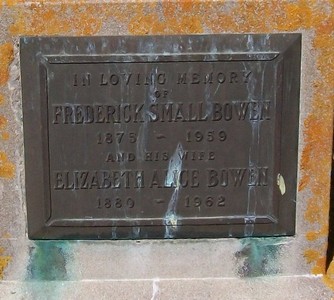 IN LOVING MEMORY
OF
FREDERICK SMALL BOWEN
1875 ~ 1959
AND HIS WIFE
ELIZABETH ALICE BOWEN
1880 ~ 1962